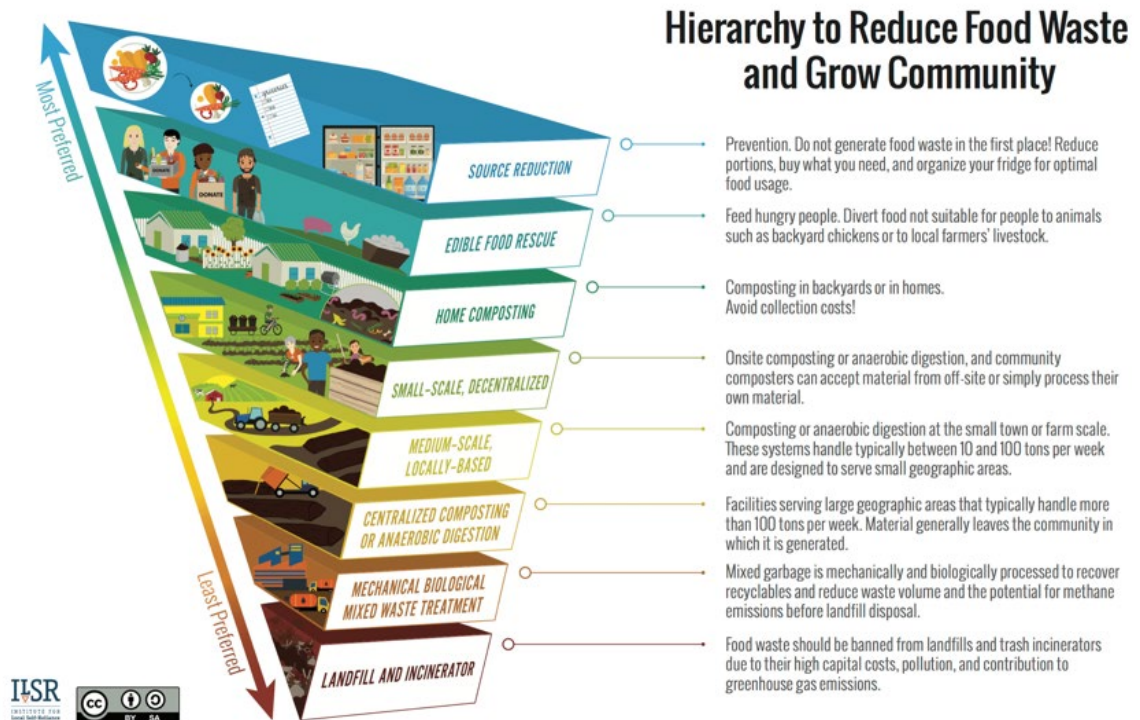 Hierarchy to Reduce Food Waste
and Grow Community
Most Preferred
groceries
DONATE
DONATE
SOURCE REDUCTION
Prevention. Do not generate food waste in the first place! Reduce
portions, buy what you need, and organize your fridge for optimal
food usage.
EDIBLE FOOD RESCUE
Feed hungry people. Divert food not suitable for people to animals
such as backyard chickens or to local farmers' livestock.
HOME COMPOSTING
Composting in backyards or in homes.
Avoid collection costs!
SMALL-SCALE, DECENTRALIZED
Onsite composting or anaerobic digestion, and community
composters can accept material from off-site or simply process their
own material.
MEDIUM-SCALE,
LOCALLY-BASED
Composting or anaerobic digestion at the small town or farm scale.
These systems handle typically between 10 and 100 tons per week
and are designed to serve small geographic areas.
CENTRALIZED COMPOSTING
OR ANAEROBIC DIGESTION
Facilities serving large geographic areas that typically handle more
than 100 tons per week. Material generally leaves the community in
which it is generated.
MECHANICAL BIOLOGICAL
MIXED WASTE TREATMENT
Mixed garbage is mechanically and biologically processed to recover
recyclables and reduce waste volume and the potential for methane
emissions before landfill disposal.
Least Preferred
LANDFILL AND INCINERATOR
Food waste should be banned from landfills and trash incinerators
due to their high capital costs, pollution, and contribution to
greenhouse gas emissions.
ILSR
INSTITUTE FOR
Local Self-Reliance
cc
BY SA